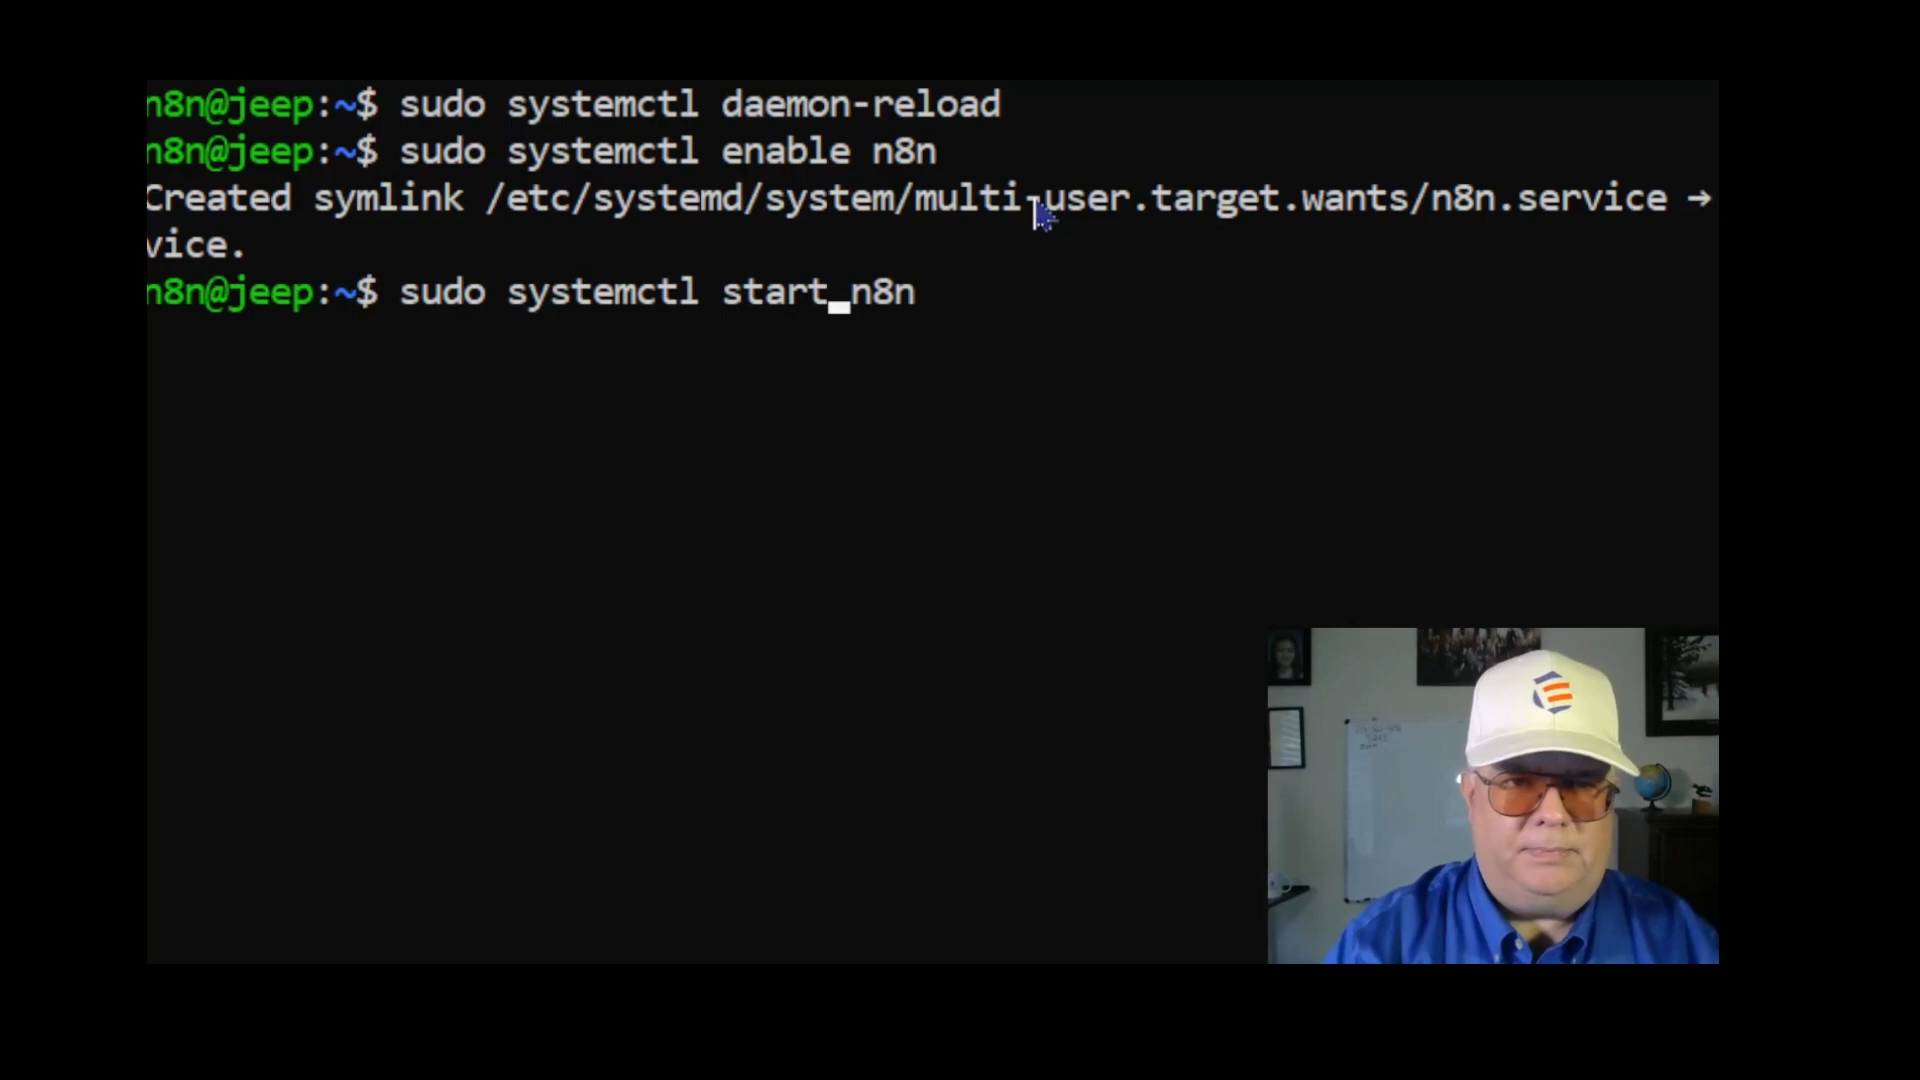 n8n@jeep:~$ sudo systemctl daemon-reload
n8n@jeep:~$ sudo systemctl enable n8n
Created symlink /etc/systemd/system/multi-user.target.wants/n8n.service →
vice.
n8n@jeep:~$ sudo systemctl start n8n